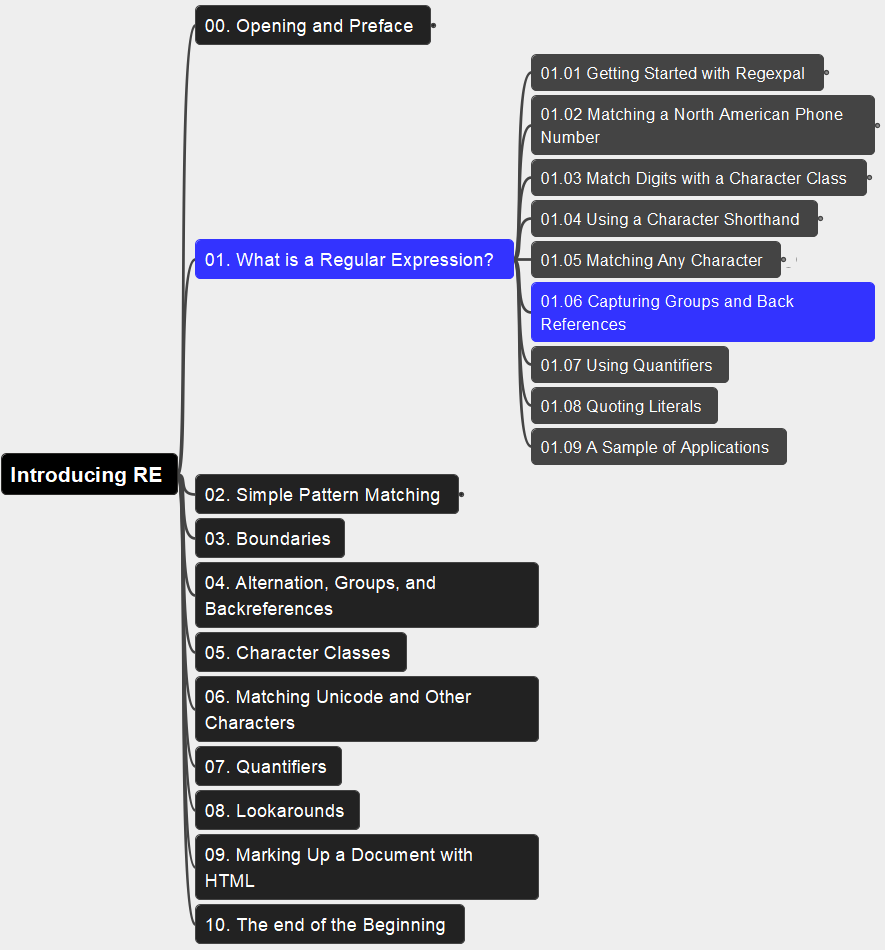 Introducing RE
00. Opening and Preface
01. What is a Regular Expression?
01.01 Getting Started with Regexpal
01.02 Matching a North American Phone
Number
01.03 Match Digits with a Character Class
01.04 Using a Character Shorthand
01.05 Matching Any Character
01.06 Capturing Groups and Back
References
01.07 Using Quantifiers
01.08 Quoting Literals
01.09 A Sample of Applications
02. Simple Pattern Matching
03. Boundaries
04. Alternation, Groups, and
Backreferences
05. Character Classes
06. Matching Unicode and Other
Characters
07. Quantifiers
08. Lookarounds
09. Marking Up a Document with
HTML
10. The end of the Beginning